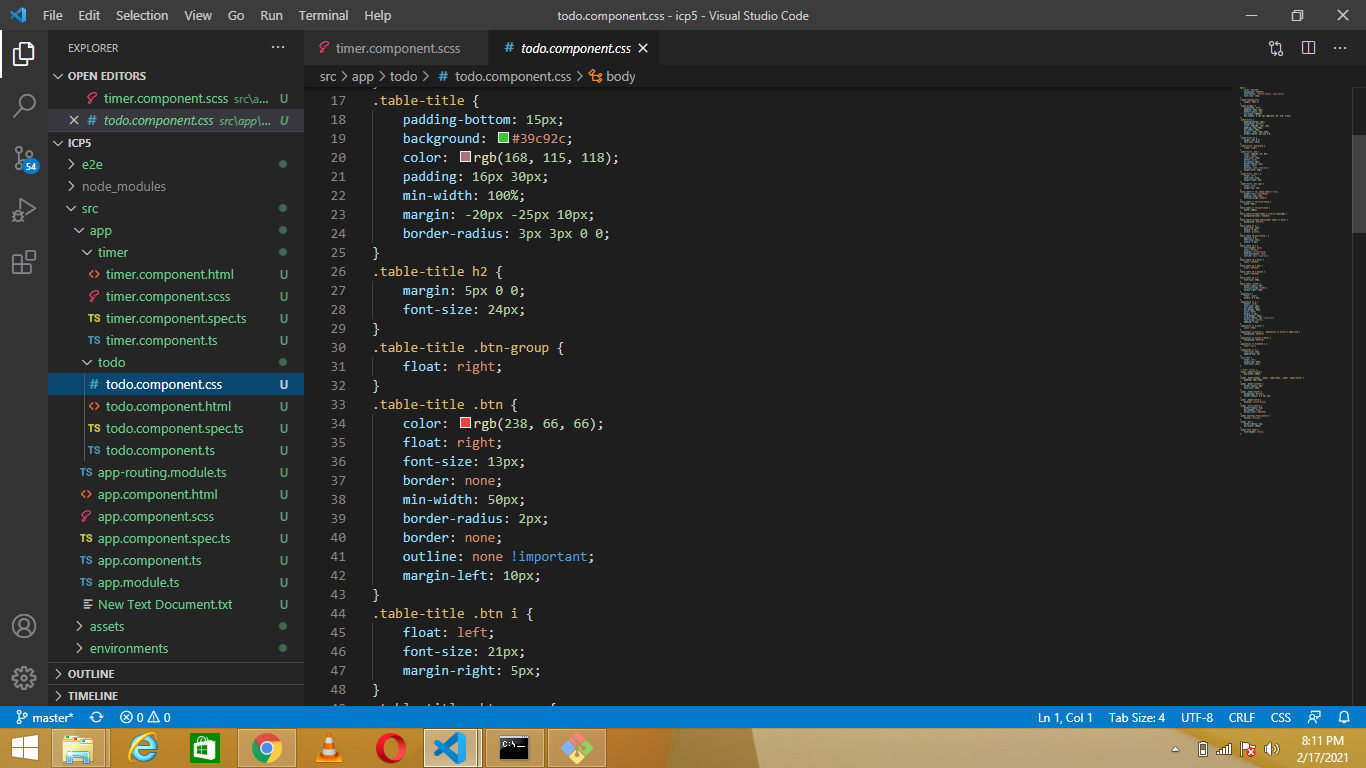 File Edit Selection View Go Run Terminal Help
todo.component.css - icp5 - Visual Studio Code
EXPLORER
OPEN EDITORS
timer.component.scss src\a... U
todo.component.css src\app\... U
ICP5
e2e
node_modules
src
app
timer
timer.component.html U
timer.component.scss U
TS timer.component.spec.ts U
TS timer.component.ts U
todo
# todo.component.css U
todo.component.html U
TS todo.component.spec.ts U
TS todo.component.ts U
TS app-routing.module.ts U
app.component.html U
app.component.scss U
TS app.component.spec.ts U
TS app.component.ts U
TS app.module.ts U
New Text Document.txt U
assets
environments
OUTLINE
TIMELINE
54
timer.component.scss
# todo.component.css
src > app > todo > # todo.component.css > body
17 .table-title {
18 padding-bottom: 15px;
19 background: #39c92c;
20 color: rgb(168, 115, 118);
21 padding: 16px 30px;
22 min-width: 100%;
23 margin: -20px -25px 10px;
24 border-radius: 3px 3px 0 0;
25 }
26 .table-title h2 {
27 margin: 5px 0 0;
28 font-size: 24px;
29 }
30 .table-title .btn-group {
31 float: right;
32 }
33 .table-title .btn {
34 color: rgb(238, 66, 66);
35 float: right;
36 font-size: 13px;
37 border: none;
38 min-width: 50px;
39 border-radius: 2px;
40 border: none;
41 outline: none !important;
42 margin-left: 10px;
43 }
44 .table-title .btn i {
45 float: left;
46 font-size: 21px;
47 margin-right: 5px;
48 }
master* 0 0
Ln 1, Col 1 Tab Size: 4 UTF-8 CRLF CSS
8:11 PM
2/17/2021